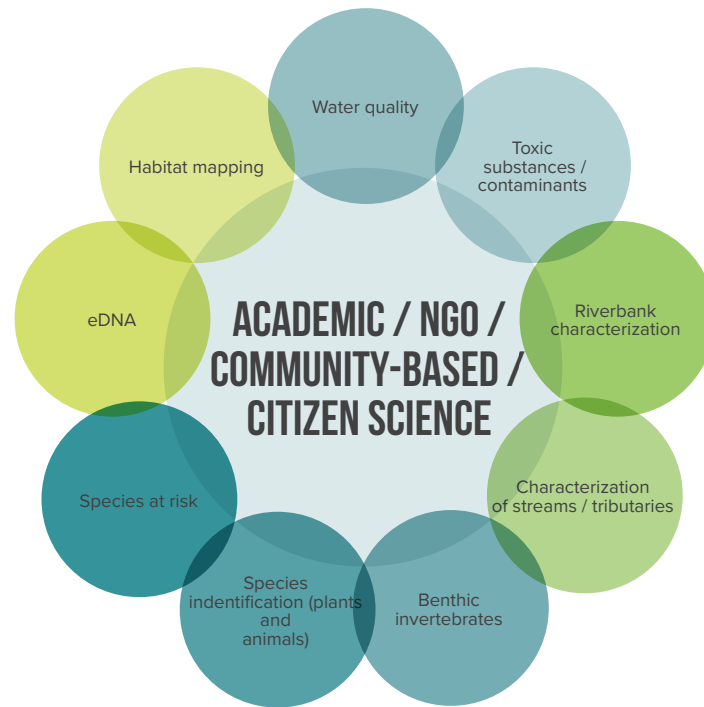 Water quality
Toxic
substances /
contaminants
Habitat mapping
Riverbank
characterization
eDNA
ACADEMIC / NGO /
COMMUNITY-BASED /
CITIZEN SCIENCE
Characterization
of streams / tributaries
Species at risk
Species
indentification (plants
and
animals)
Benthic
invertebrates